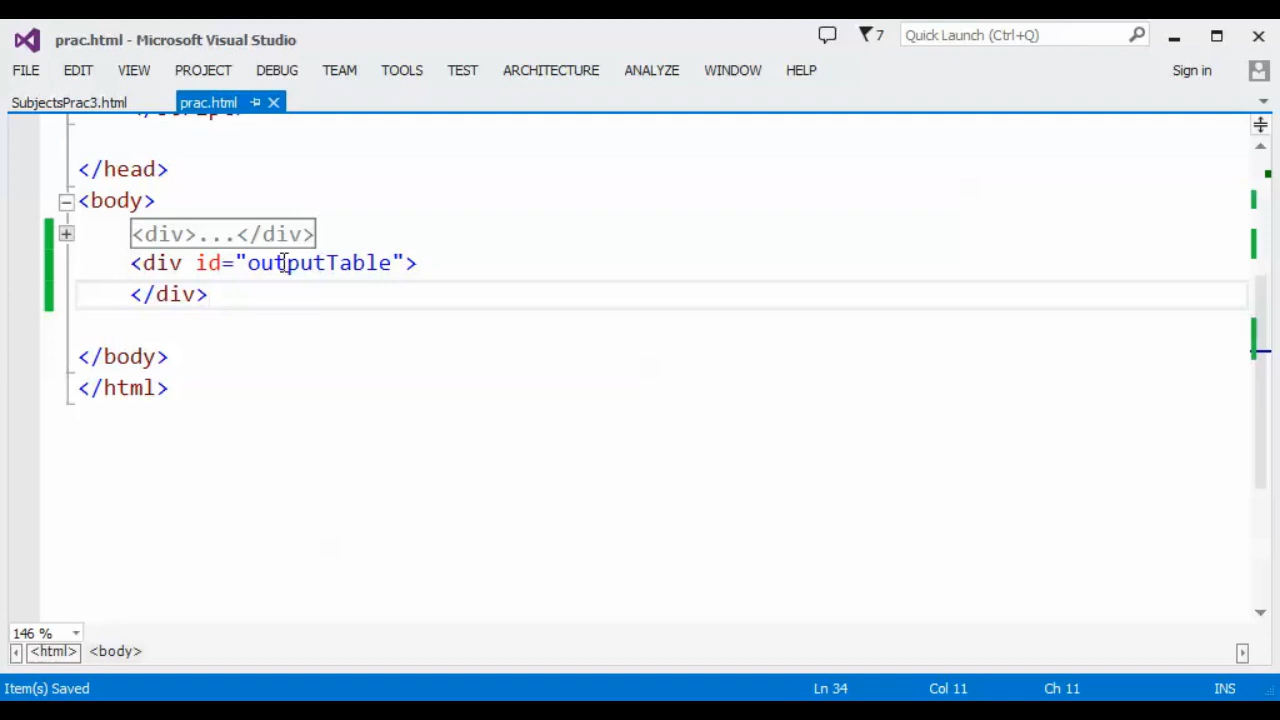 prac.html - Microsoft Visual Studio
7
Quick Launch (Ctrl+Q)
FILE EDIT VIEW PROJECT DEBUG TEAM TOOLS TEST ARCHITECTURE ANALYZE WINDOW HELP
Sign in
SubjectsPrac3.html prac.html
</script>
</head>
<body>
<div>...</div>
<div id="outputTable">
</div>
</body>
</html>
146 %
<html> <body>
Item(s) Saved Ln 34 Col 11 Ch 11 INS